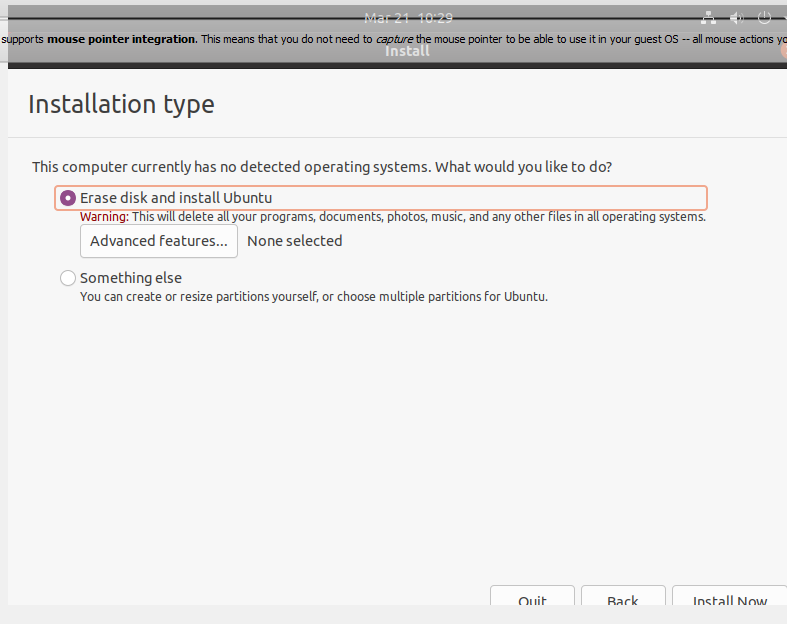 Mar 21 10:29
supports mouse pointer integration. This means that you do not need to capture the mouse pointer to be able to use it in your guest OS -- all mouse actions
Install
Installation type
This computer currently has no detected operating systems. What would you like to do?
Erase disk and install Ubuntu
Warning: This will delete all your programs, documents, photos, music, and any other files in all operating systems.
Advanced features... None selected
Something else
You can create or resize partitions yourself, or choose multiple partitions for Ubuntu.
Quit Back Install Now